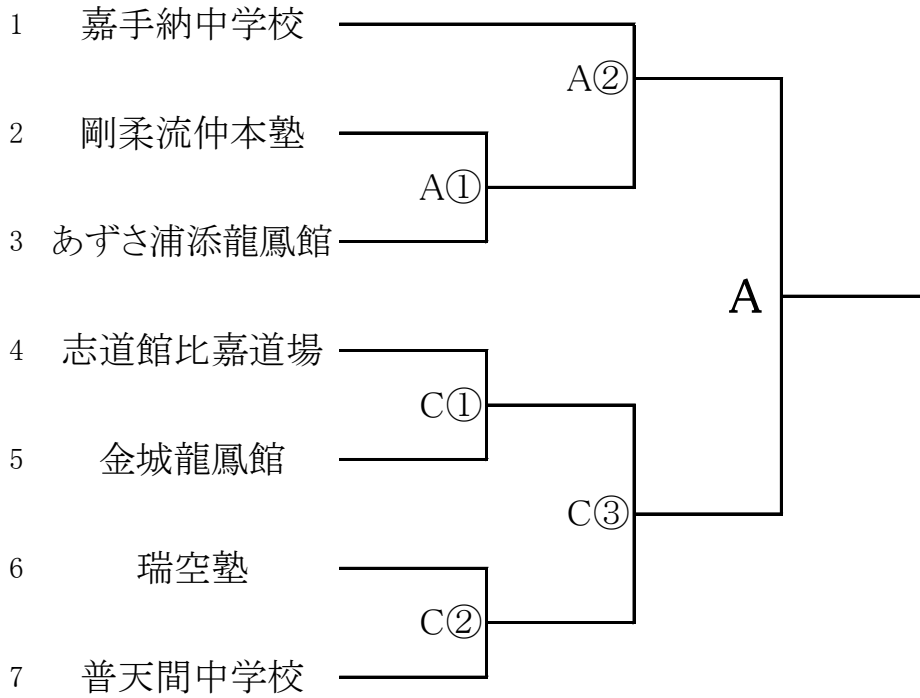 1 嘉手納中学校
A②
2 剛柔流仲本塾
A①
3 あずさ浦添龍鳳館
A
4 志道館比嘉道場
C①
5 金城龍鳳館
C③
6 瑞空塾
C②
7 普天間中学校